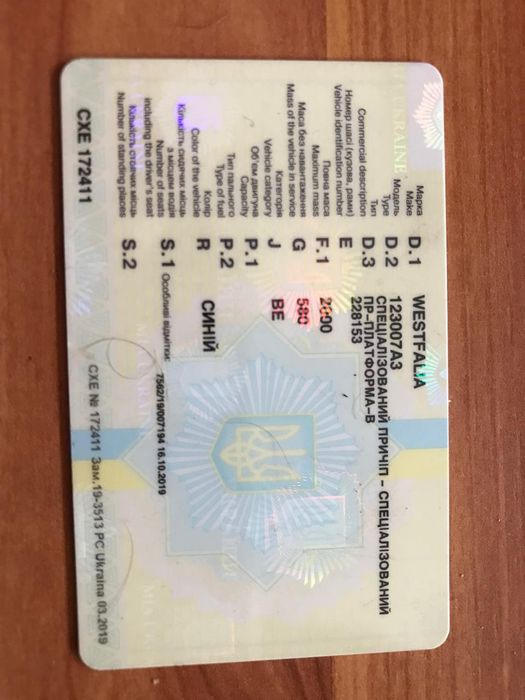 UKRAINE
Марка
Make
D.1 WESTFALIA
Модель
Type
D.2 123007A3
Тип
Commercial description
D.3 СПЕЦІАЛІЗОВАНИЙ ПРИЧІП – СПЕЦІАЛІЗОВАНИЙ
ПР-ПЛАТФОРМА-В
Номер шасі (кузова, рами)
Vehicle identification number
E 228153
Повна маса
Maximum mass
F.1 2000
Маса без навантаження
Mass of the vehicle in service
G 580
Категорія
Vehicle category
J BE
Об'єм двигуна
Capacity
P.1
Тип пального
Type of fuel
P.2
Колір
Color of the vehicle
R СИНІЙ
Кількість сидячих місць
з місцем водія
Number of seats
including the driver's seat
S.1 Особливі відмітки: 7562/19/007194 16.10.2019
Кількість стоячих місць
Number of standing places
S.2
СХЕ 172411
СХЕ № 172411 Зам.19-3513 РС Ukraina 03.2019